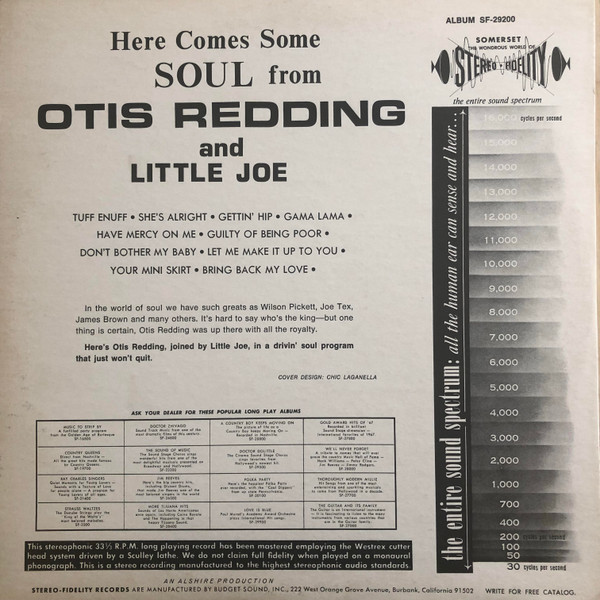 ALBUM SF-29200
Here Comes Some
SOUL from
OTIS REDDING
and
LITTLE JOE
SOMERSET
THE WONDROUS WORLD OF
STEREO-FIDELITY
the entire sound spectrum
TUFF ENUFF • SHE'S ALRIGHT • GETTIN' HIP • GAMA LAMA •
HAVE MERCY ON ME • GUILTY OF BEING POOR •
DON'T BOTHER MY BABY • LET ME MAKE IT UP TO YOU •
YOUR MINI SKIRT • BRING BACK MY LOVE •
In the world of soul we have such greats as Wilson Pickett, Joe Tex,
James Brown and many others. It's hard to say who's the king—but one
thing is certain, Otis Redding was up there with all the royalty.
Here's Otis Redding, joined by Little Joe, in a drivin' soul program
that just won't quit.
COVER DESIGN: CHIC LAGANELLA
the entire sound spectrum: all the human ear can sense and hear...
16,000 cycles per second
15,000
14,000
13,000
12,000
11,000
10,000
9,000
8,000
7,000
6,000
5,000
4,000
3,000
2,000
1,000
700
400
200 cycles per second
100
50
30 cycles per second
ASK YOUR DEALER FOR THESE POPULAR LONG PLAY ALBUMS
MUSIC TO STRIP BY
DOCTOR ZHIVAGO
A COUNTRY BOY KEEPS MOVING ON
GOLD AWARD HITS OF '67
COUNTRY QUEENS
THE SOUND OF MUSIC
DOCTOR DOLITTLE
WE'LL NEVER FORGET
RAY CHARLES SINGERS
JIM REEVES
POLKA PARTY
THOROUGHLY MODERN MILLIE
STRAUSS WALTZES
MORE TIJUANA HITS
LOVE IS BLUE
THE GUITAR AND ITS FAMILY
This stereophonic 33⅓ R.P.M. long playing record has been mastered employing the Westrex cutter
head system driven by a Sculley lathe. We do not claim full fidelity when played on a monaural
phonograph. This is a stereo recording manufactured to the highest stereophonic audio standards.
AN ALSHIRE PRODUCTION
STEREO-FIDELITY RECORDS ARE MANUFACTURED BY BUDGET SOUND, INC., 222 West Orange Grove Avenue, Burbank, California 91502 WRITE FOR FREE CATALOG.